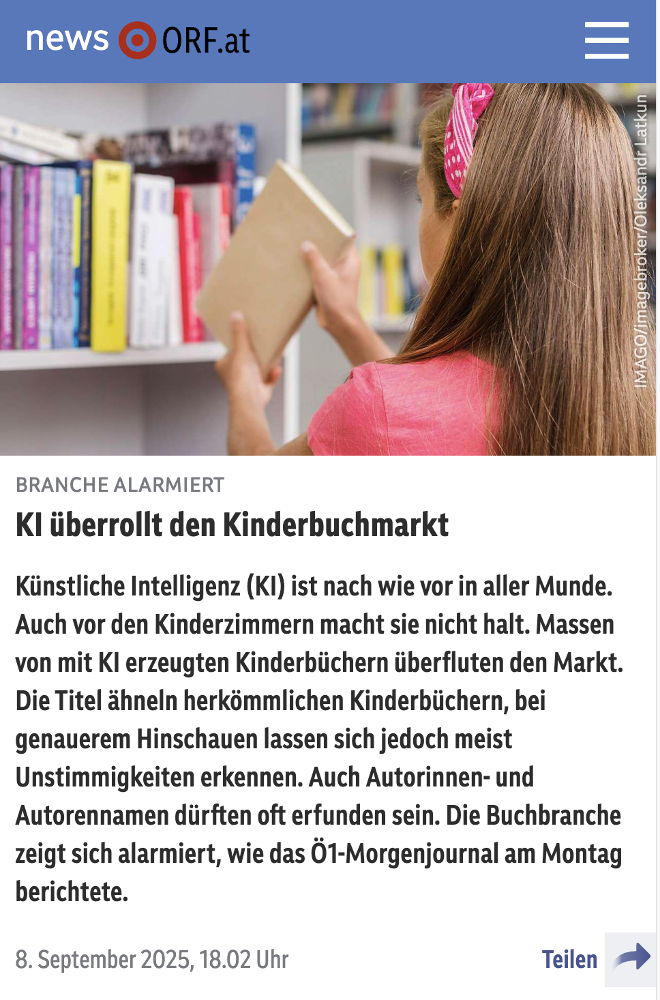 news ORF.at
IMAGO/imagebroker/Oleksandr Latkun
BRANCHE ALARMIERT
KI überrollt den Kinderbuchmarkt
Künstliche Intelligenz (KI) ist nach wie vor in aller Munde.
Auch vor den Kinderzimmern macht sie nicht halt. Massen
von mit KI erzeugten Kinderbüchern überfluten den Markt.
Die Titel ähneln herkömmlichen Kinderbüchern, bei
genauerem Hinschauen lassen sich jedoch meist
Unstimmigkeiten erkennen. Auch Autorinnen- und
Autorennamen dürften oft erfunden sein. Die Buchbranche
zeigt sich alarmiert, wie das Ö1-Morgenjournal am Montag
berichtete.
8. September 2025, 18.02 Uhr
Teilen